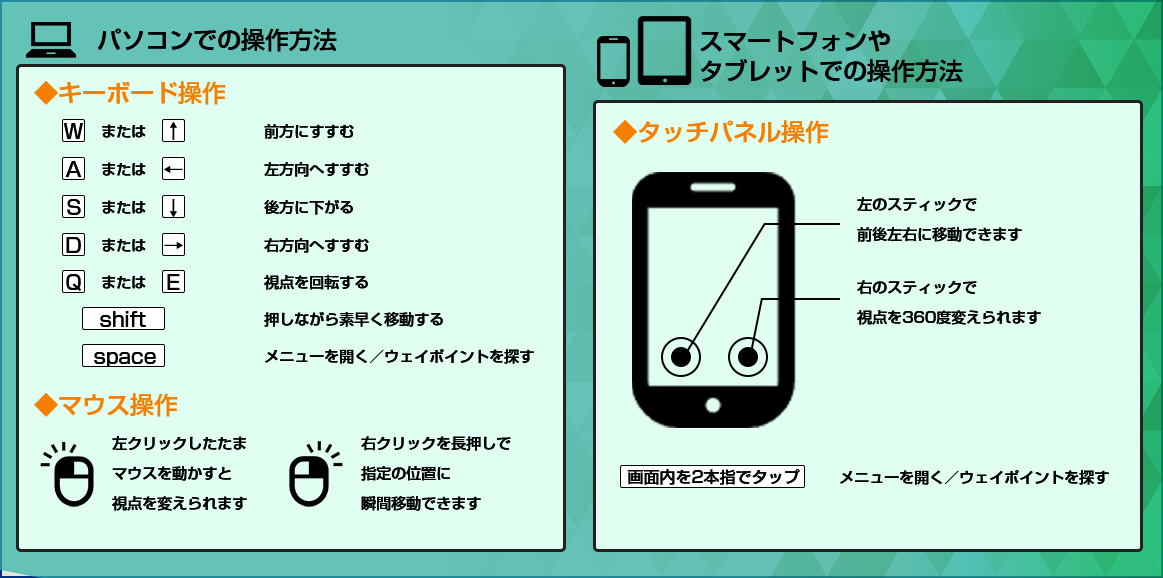 パソコンでの操作方法
◆キーボード操作
W または ↑ 前方にすすむ
A または ← 左方向へすすむ
S または ↓ 後方に下がる
D または → 右方向へすすむ
Q または E 視点を回転する
shift 押しながら素早く移動する
space メニューを開く／ウェイポイントを探す
◆マウス操作
左クリックしたたま
マウスを動かすと
視点を変えられます
右クリックを長押しで
指定の位置に
瞬間移動できます
スマートフォンや
タブレットでの操作方法
◆タッチパネル操作
左のスティックで
前後左右に移動できます
右のスティックで
視点を360度変えられます
画面内を2本指でタップ メニューを開く／ウェイポイントを探す